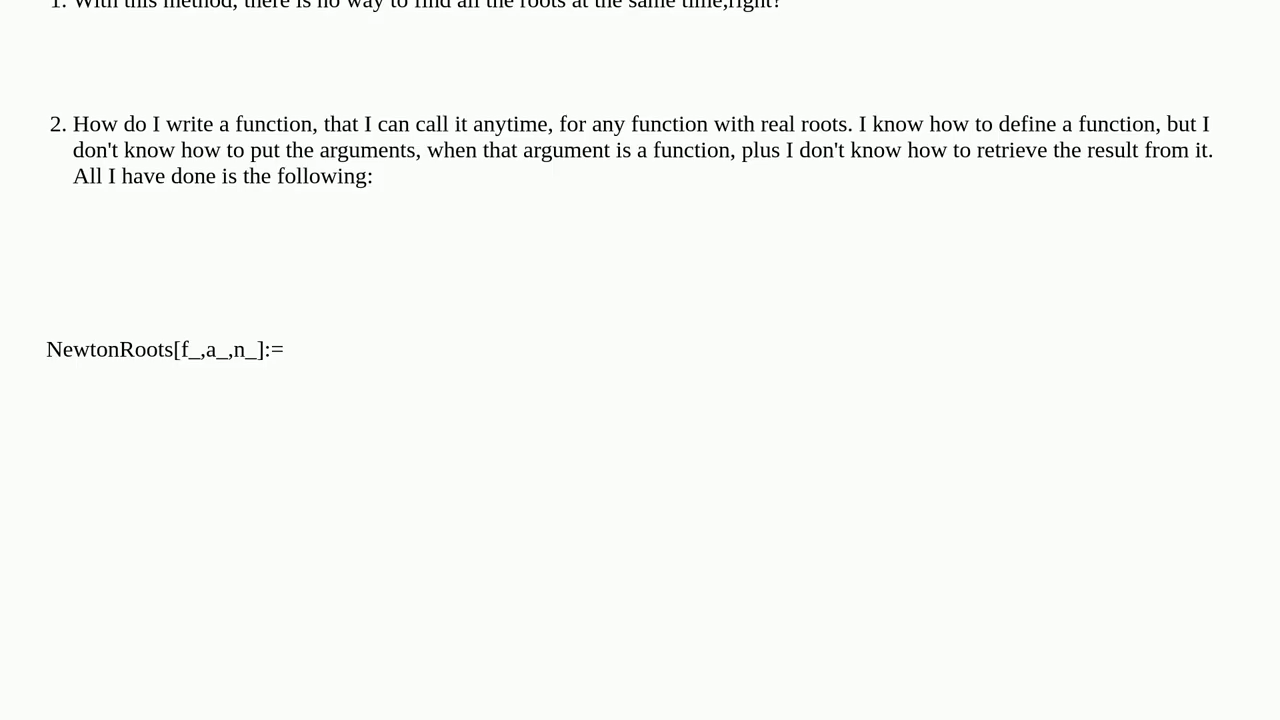 1. With this method, there is no way to find all the roots at the same time,right?
2. How do I write a function, that I can call it anytime, for any function with real roots. I know how to define a function, but I
don't know how to put the arguments, when that argument is a function, plus I don't know how to retrieve the result from it.
All I have done is the following:
NewtonRoots[f_,a_,n_]:=